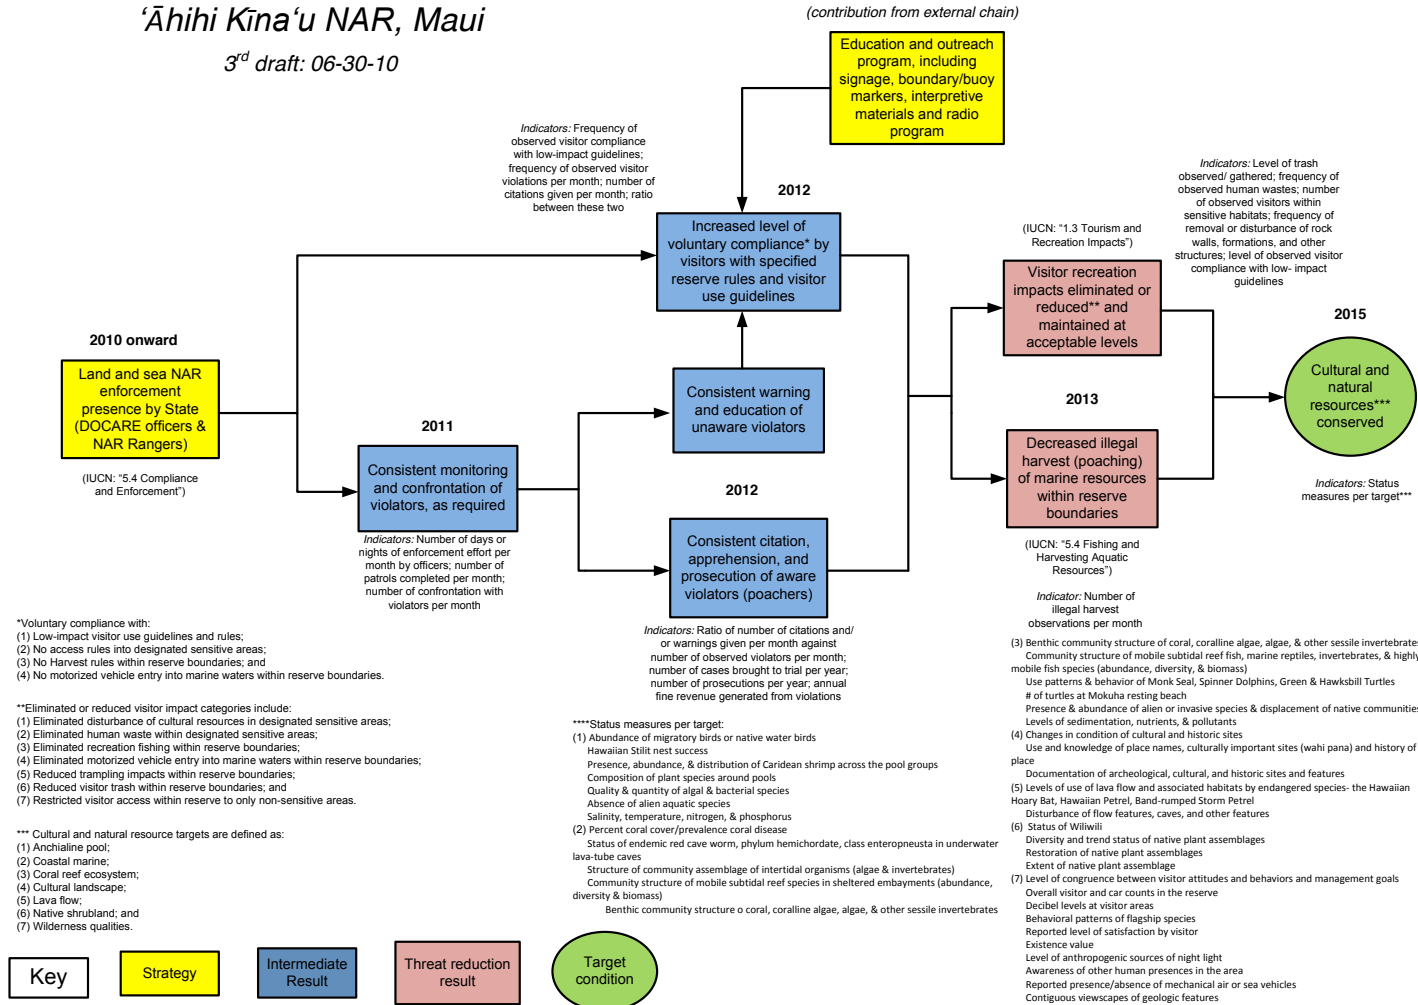 ʻĀhihi Kīnaʻu NAR, Maui
3rd draft: 06-30-10
(contribution from external chain)
Education and outreach
program, including
signage, boundary/buoy
markers, interpretive
materials and radio
program
Indicators: Frequency of
observed visitor compliance
with low-impact guidelines;
frequency of observed visitor
violations per month; number of
citations given per month; ratio
between these two
2012
Increased level of
voluntary compliance* by
visitors with specified
reserve rules and visitor
use guidelines
Indicators: Level of trash
observed/ gathered; frequency of
observed human wastes; number
of observed visitors within
sensitive habitats; frequency of
removal or disturbance of rock
walls, formations, and other
structures; level of observed visitor
compliance with low- impact
guidelines
(IUCN: “1.3 Tourism and
Recreation Impacts”)
Visitor recreation
impacts eliminated or
reduced** and
maintained at
acceptable levels
2010 onward
Land and sea NAR
enforcement
presence by State
(DOCARE officers &
NAR Rangers)
(IUCN: “5.4 Compliance
and Enforcement”)
2011
Consistent monitoring
and confrontation of
violators, as required
Indicators: Number of days or
nights of enforcement effort per
month by officers; number of
patrols completed per month;
number of confrontation with
violators per month
Consistent warning
and education of
unaware violators
2012
Consistent citation,
apprehension, and
prosecution of aware
violators (poachers)
Indicators: Ratio of number of citations and/
or warnings given per month against
number of observed violators per month;
number of cases brought to trial per year;
number of prosecutions per year; annual
fine revenue generated from violations
2013
Decreased illegal
harvest (poaching)
of marine resources
within reserve
boundaries
(IUCN: “5.4 Fishing and
Harvesting Aquatic
Resources”)
Indicator: Number of
illegal harvest
observations per month
2015
Cultural and
natural
resources***
conserved
Indicators: Status
measures per target***
*Voluntary compliance with:
(1) Low-impact visitor use guidelines and rules;
(2) No access rules into designated sensitive areas;
(3) No Harvest rules within reserve boundaries; and
(4) No motorized vehicle entry into marine waters within reserve boundaries.
**Eliminated or reduced visitor impact categories include:
(1) Eliminated disturbance of cultural resources in designated sensitive areas;
(2) Eliminated human waste within designated sensitive areas;
(3) Eliminated recreation fishing within reserve boundaries;
(4) Eliminated motorized vehicle entry into marine waters within reserve boundaries;
(5) Reduced trampling impacts within reserve boundaries;
(6) Reduced visitor trash within reserve boundaries; and
(7) Restricted visitor access within reserve to only non-sensitive areas.
*** Cultural and natural resource targets are defined as:
(1) Anchialine pool;
(2) Coastal marine;
(3) Coral reef ecosystem;
(4) Cultural landscape;
(5) Lava flow;
(6) Native shrubland; and
(7) Wilderness qualities.
****Status measures per target:
(1) Abundance of migratory birds or native water birds
Hawaiian Stilit nest success
Presence, abundance, & distribution of Caridean shrimp across the pool groups
Composition of plant species around pools
Quality & quantity of algal & bacterial species
Absence of alien aquatic species
Salinity, temperature, nitrogen, & phosphorus
(2) Percent coral cover/prevalence coral disease
Status of endemic red cave worm, phylum hemichordate, class enteropneusta in underwater
lava-tube caves
Structure of community assemblage of intertidal organisms (algae & invertebrates)
Community structure of mobile subtidal reef species in sheltered embayments (abundance,
diversity & biomass)
Benthic community structure o coral, coralline algae, algae, & other sessile invertebrates
(3) Benthic community structure of coral, coralline algae, algae, & other sessile invertebrates
Community structure of mobile subtidal reef fish, marine reptiles, invertebrates, & highly
mobile fish species (abundance, diversity, & biomass)
Use patterns & behavior of Monk Seal, Spinner Dolphins, Green & Hawksbill Turtles
# of turtles at Mokuha resting beach
Presence & abundance of alien or invasive species & displacement of native communities
Levels of sedimentation, nutrients, & pollutants
(4) Changes in condition of cultural and historic sites
Use and knowledge of place names, culturally important sites (wahi pana) and history of
place
Documentation of archeological, cultural, and historic sites and features
(5) Levels of use of lava flow and associated habitats by endangered species- the Hawaiian
Hoary Bat, Hawaiian Petrel, Band-rumped Storm Petrel
Disturbance of flow features, caves, and other features
(6) Status of Wiliwili
Diversity and trend status of native plant assemblages
Restoration of native plant assemblages
Extent of native plant assemblage
(7) Level of congruence between visitor attitudes and behaviors and management goals
Overall visitor and car counts in the reserve
Decibel levels at visitor areas
Behavioral patterns of flagship species
Reported level of satisfaction by visitor
Existence value
Level of anthropogenic sources of night light
Awareness of other human presences in the area
Reported presence/absence of mechanical air or sea vehicles
Contiguous viewscapes of geologic features
Key
Strategy
Intermediate
Result
Threat reduction
result
Target
condition